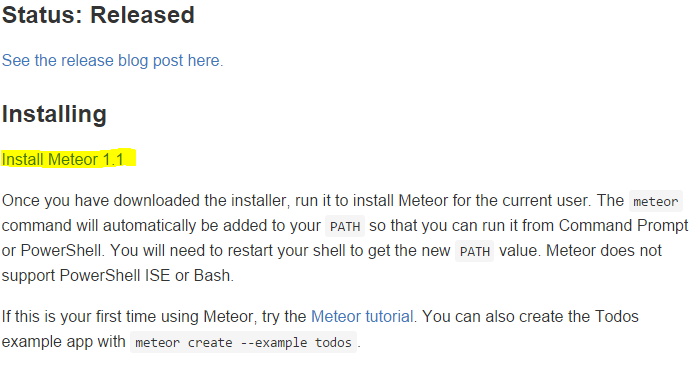 Status: Released
See the release blog post here.
Installing
Install Meteor 1.1
Once you have downloaded the installer, run it to install Meteor for the current user. The meteor
command will automatically be added to your PATH so that you can run it from Command Prompt
or PowerShell. You will need to restart your shell to get the new PATH value. Meteor does not
support PowerShell ISE or Bash.
If this is your first time using Meteor, try the Meteor tutorial. You can also create the Todos
example app with meteor create --example todos.